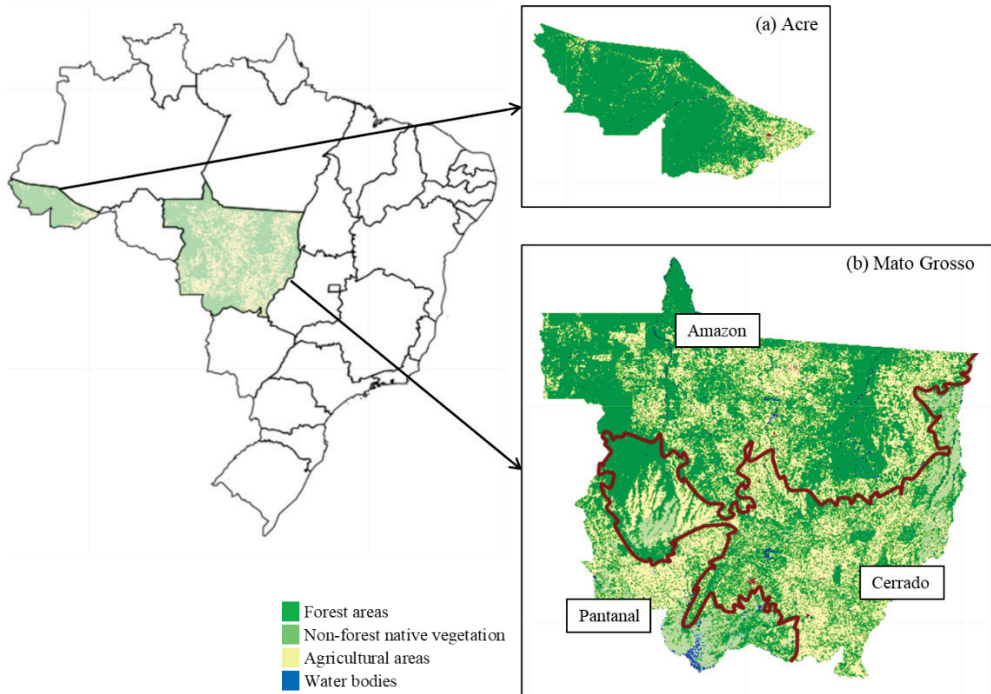 (a) Acre
(b) Mato Grosso
Amazon
Cerrado
Pantanal
Forest areas
Non-forest native vegetation
Agricultural areas
Water bodies